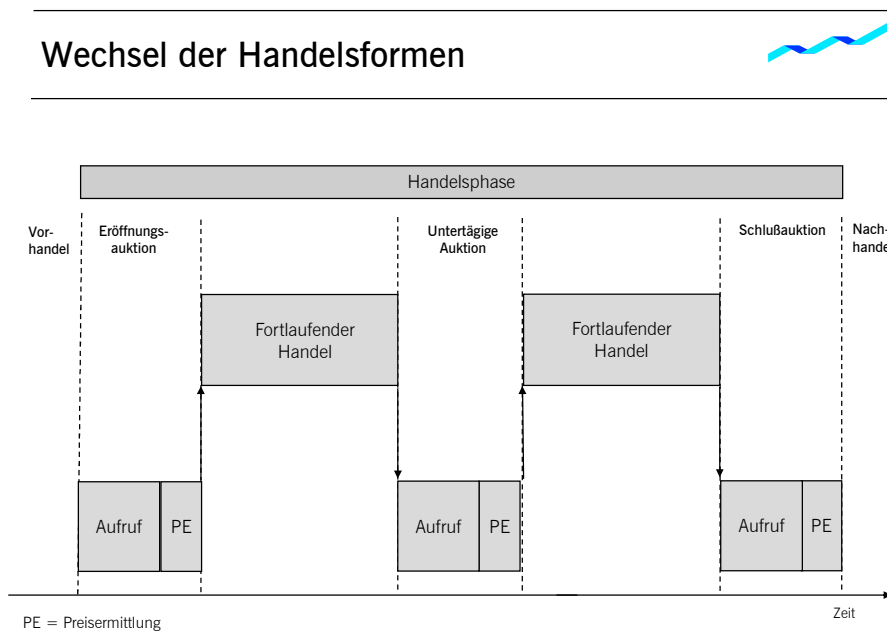 Wechsel der Handelsformen
Handelsphase
Vor-
handel
Eröffnungs-
auktion
Untertägige
Auktion
Schlußauktion
Nach-
hande
Fortlaufender
Handel
Fortlaufender
Handel
Aufruf
PE
Aufruf
PE
Aufruf
PE
Zeit
PE = Preisermittlung